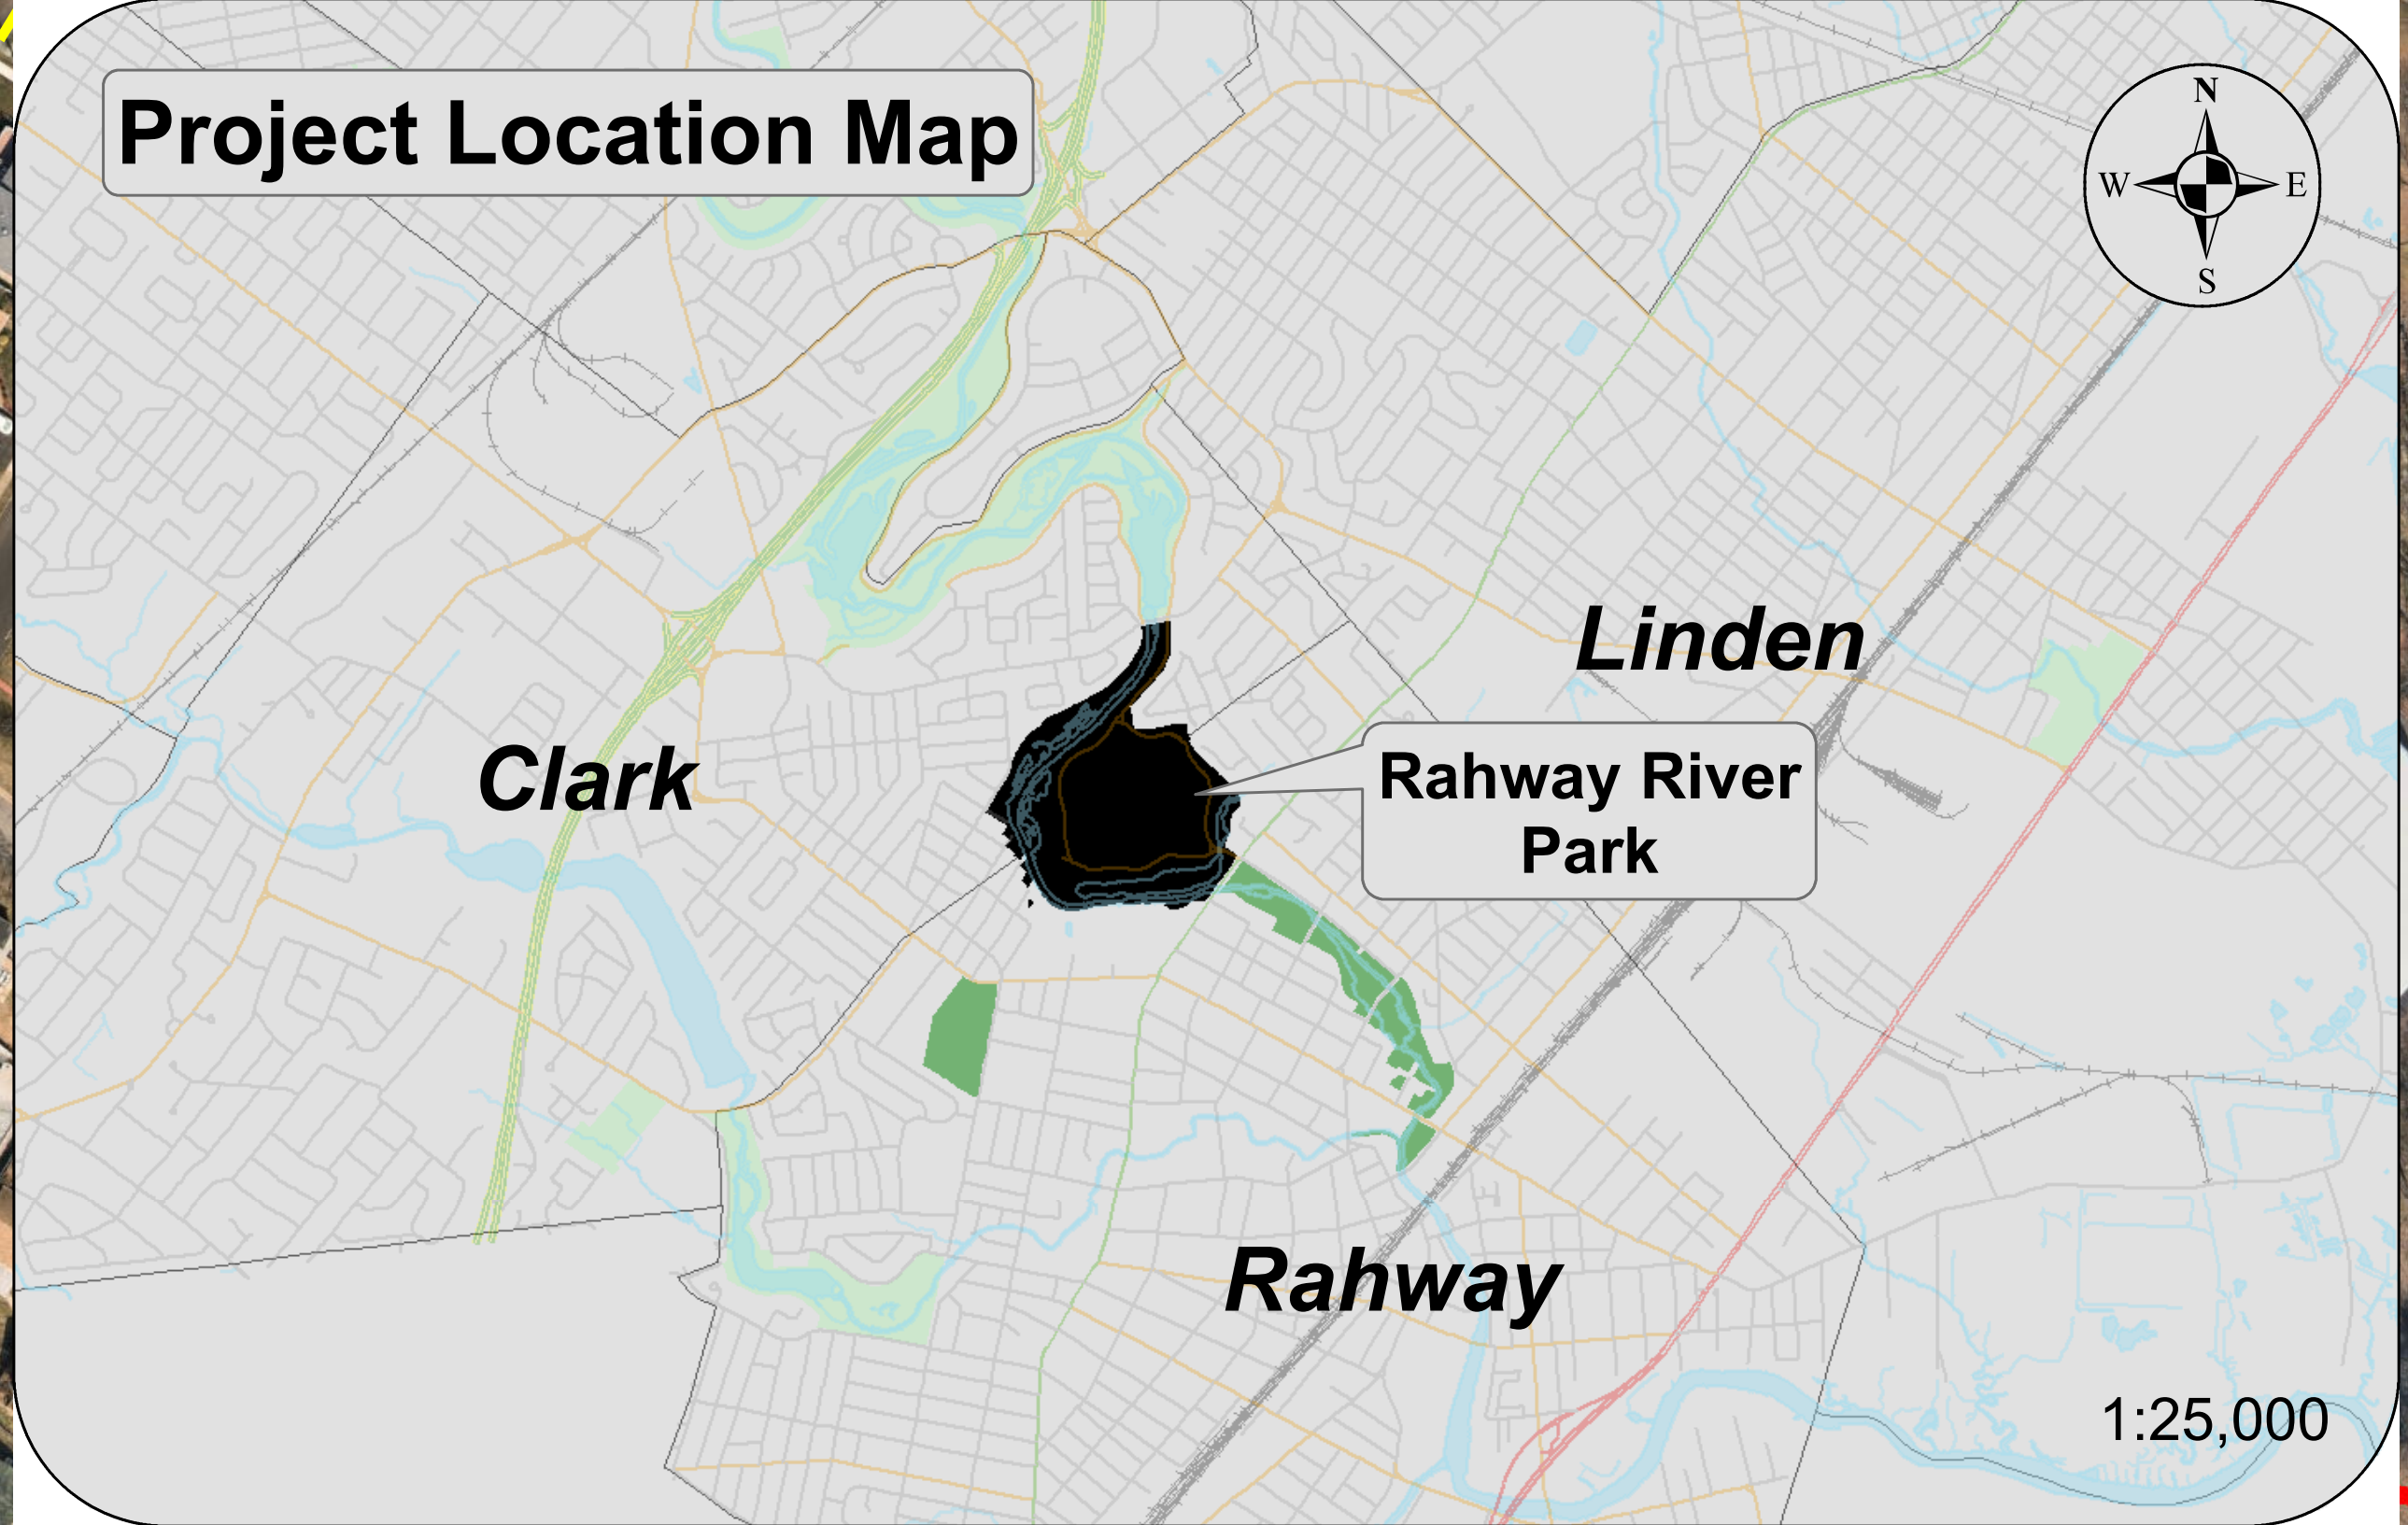 Project Location Map
N
W E
S
Linden
Clark
Rahway River
Park
Rahway
1:25,000